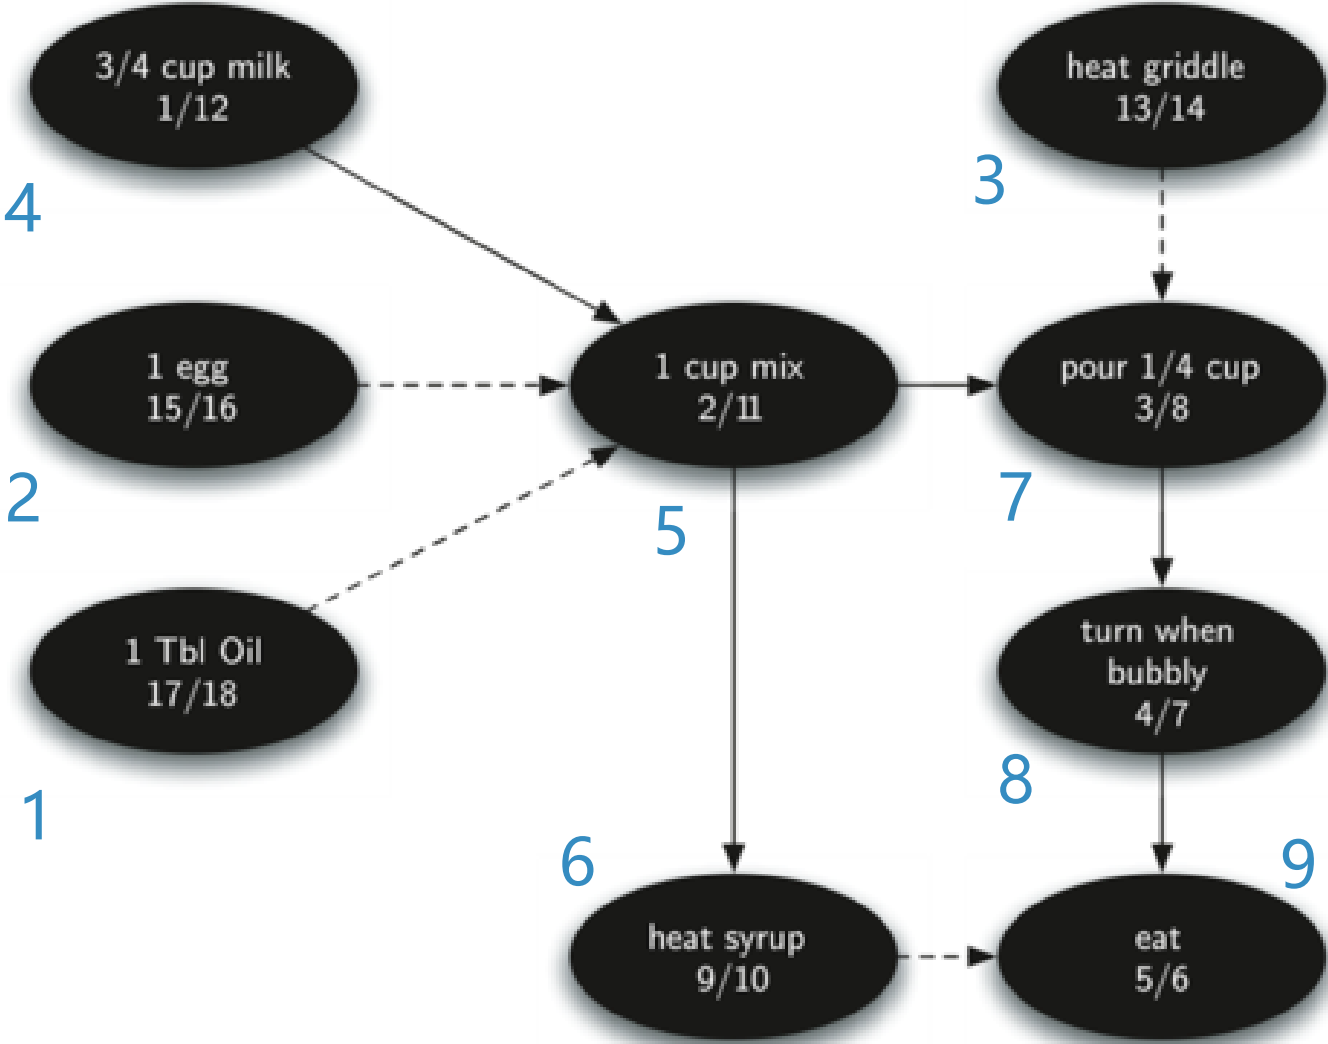 3/4 cup milk
1/12
4
heat griddle
13/14
3
1 egg
15/16
2
1 cup mix
2/11
5
pour 1/4 cup
3/8
7
1 Tbl Oil
17/18
1
turn when
bubbly
4/7
8
heat syrup
9/10
6
eat
5/6
9